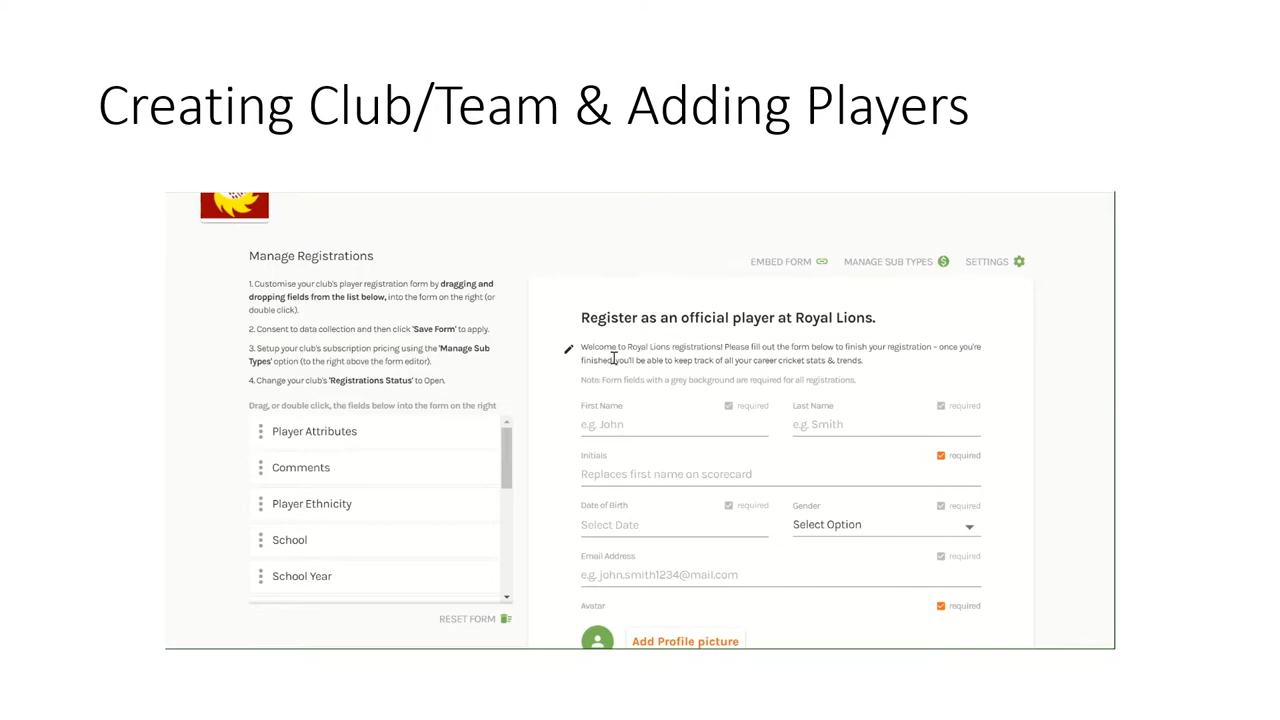 Creating Club/Team & Adding Players
Manage Registrations
1. Customise your club's player registration form by dragging and
dropping fields from the list below, into the form on the right (or
double click).
2. Consent to data collection and then click 'Save Form' to apply.
3. Setup your club's subscription pricing using the 'Manage Sub
Types' option (to the right above the form editor).
4. Change your club's 'Registrations Status' to Open.
Drag, or double click, the fields below into the form on the right
Player Attributes
Comments
Player Ethnicity
School
School Year
RESET FORM
EMBED FORM MANAGE SUB TYPES SETTINGS
Register as an official player at Royal Lions.
Welcome to Royal Lions registrations! Please fill out the form below to finish your registration – once you're
finished you'll be able to keep track of all your career cricket stats & trends.
Note: Form fields with a grey background are required for all registrations.
First Name required Last Name required
e.g. John e.g. Smith
Initials required
Replaces first name on scorecard
Date of Birth required Gender required
Select Date Select Option
Email Address required
e.g. john.smith1234@mail.com
Avatar required
Add Profile picture